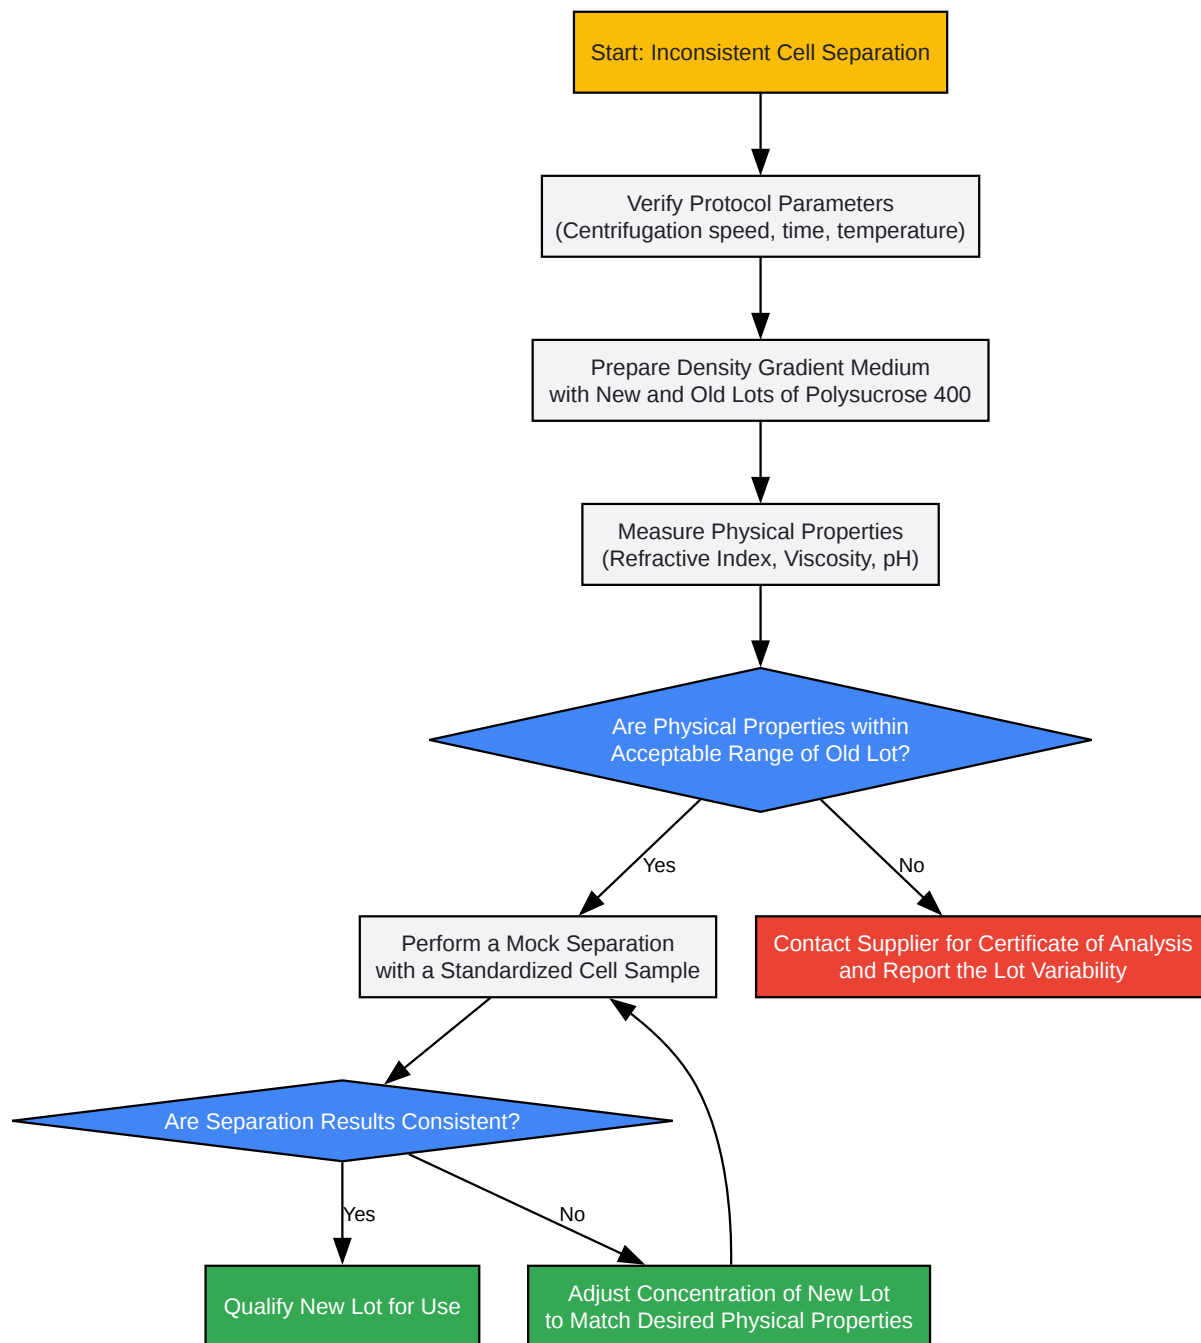 Start: Inconsistent Cell Separation
Verify Protocol Parameters
(Centrifugation speed, time, temperature)
Prepare Density Gradient Medium
with New and Old Lots of Polysucrose 400
Measure Physical Properties
(Refractive Index, Viscosity, pH)
Are Physical Properties within
Acceptable Range of Old Lot?
Yes
No
Perform a Mock Separation
with a Standardized Cell Sample
Contact Supplier for Certificate of Analysis
and Report the Lot Variability
Are Separation Results Consistent?
Yes
No
Qualify New Lot for Use
Adjust Concentration of New Lot
to Match Desired Physical Properties